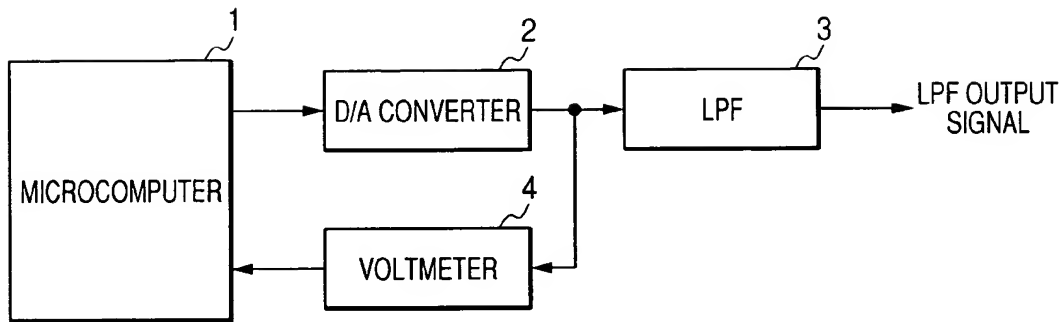 1
2
3
D/A CONVERTER
LPF
LPF OUTPUT
SIGNAL
MICROCOMPUTER
4
VOLTMETER